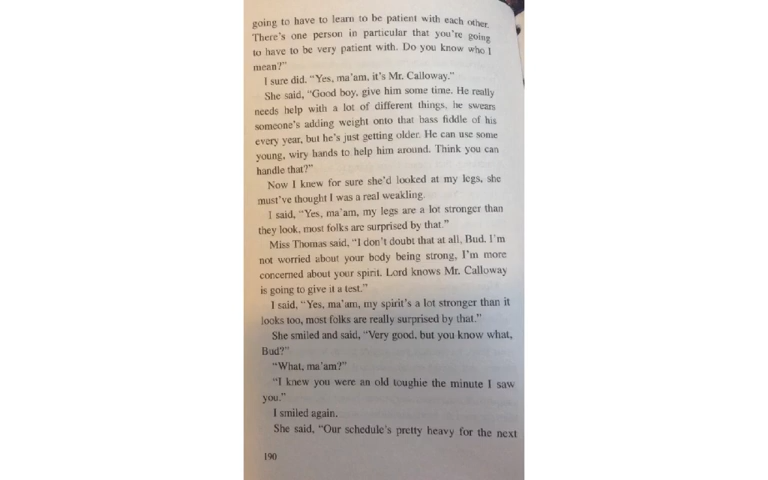 going to have to learn to be patient with each other.
There's one person in particular that you're going
to have to be very patient with. Do you know who I
mean?"
I sure did. "Yes, ma'am, it's Mr. Calloway."
She said, "Good boy, give him some time. He really
needs help with a lot of different things, he swears
someone's adding weight onto that bass fiddle of his
every year, but he's just getting older. He can use some
young, wiry hands to help him around. Think you can
handle that?"
Now I knew for sure she'd looked at my legs, she
must've thought I was a real weakling.
I said, "Yes, ma'am, my legs are a lot stronger than
they look, most folks are surprised by that."
Miss Thomas said, "I don't doubt that at all, Bud. I'm
not worried about your body being strong, I'm more
concerned about your spirit. Lord knows Mr. Calloway
is going to give it a test."
I said, "Yes, ma'am, my spirit's a lot stronger than it
looks too, most folks are really surprised by that."
She smiled and said, "Very good, but you know what,
Bud?"
"What, ma'am?"
"I knew you were an old toughie the minute I saw
you."
I smiled again.
She said, "Our schedule's pretty heavy for the next
190